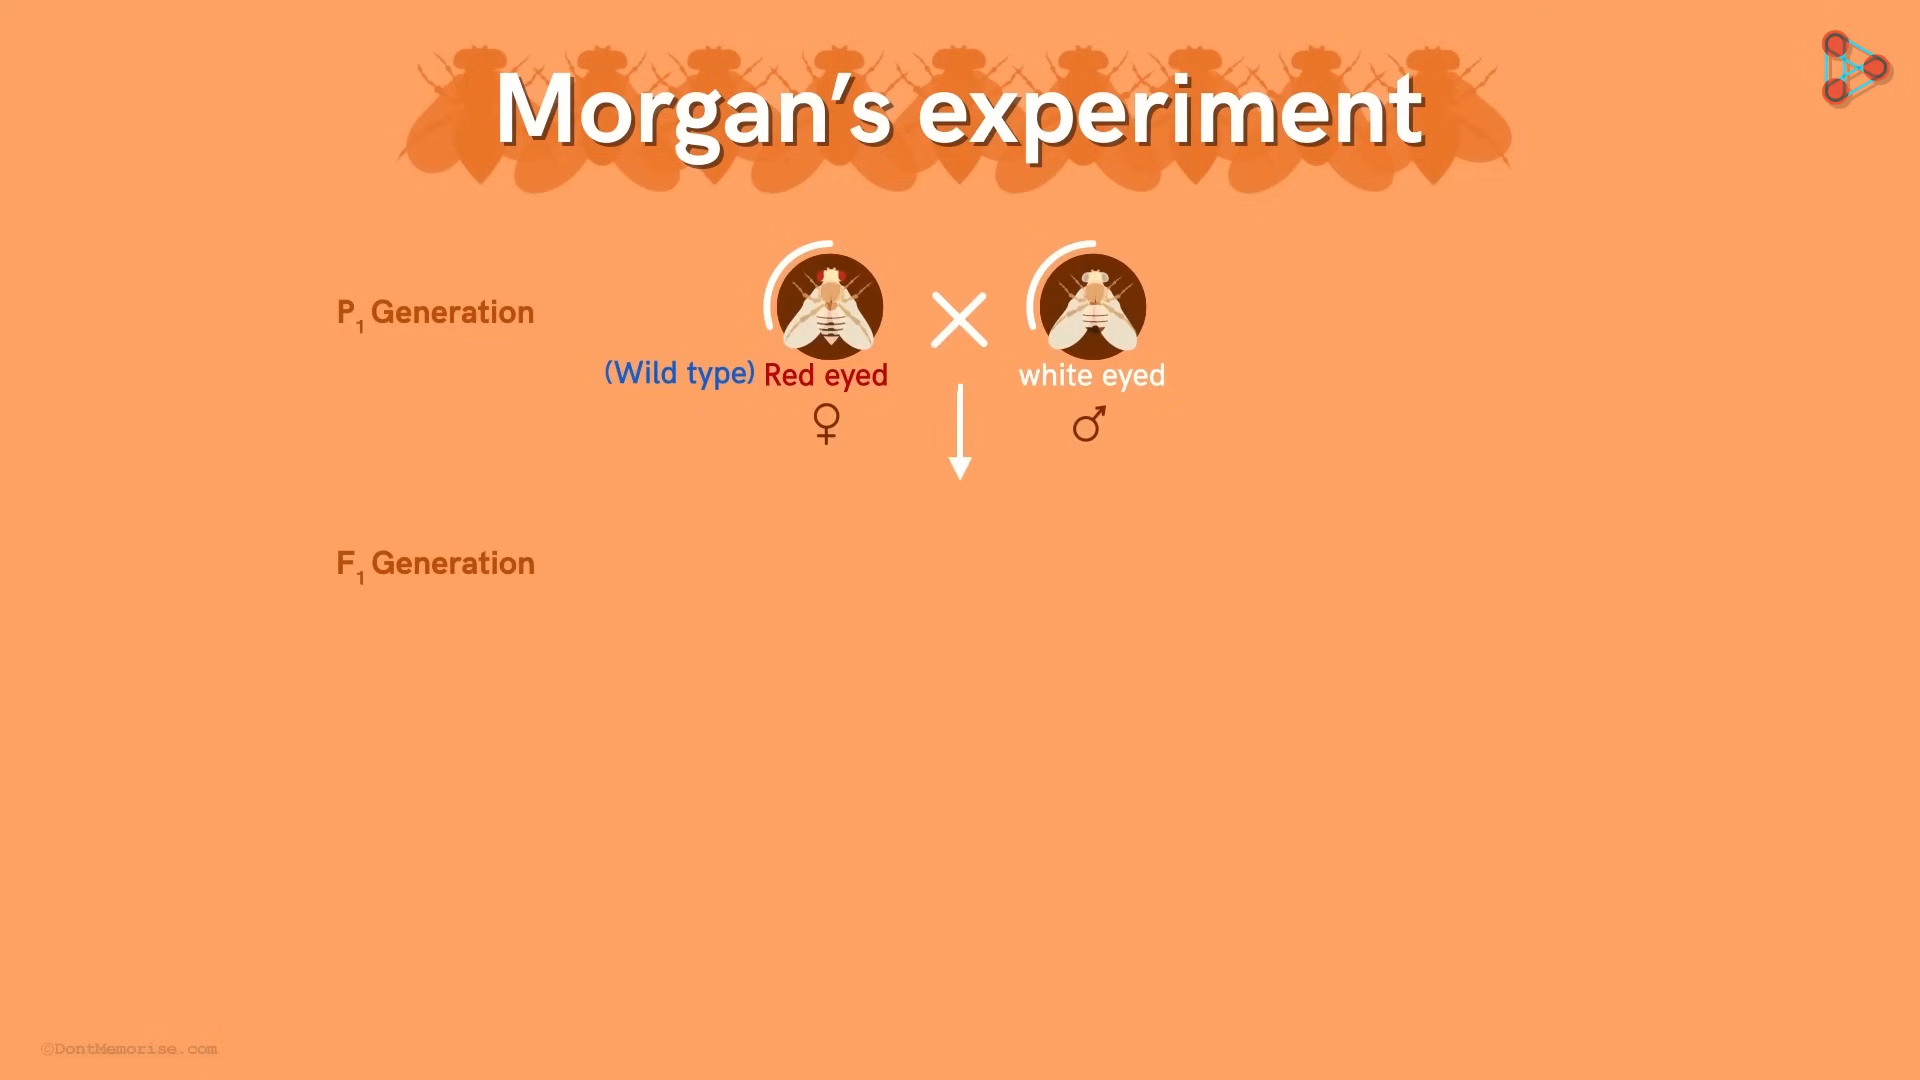 Morgan's experiment
P₁ Generation
(Wild type) Red eyed
white eyed
♀
♂
F₁ Generation
©DontMemorise.com